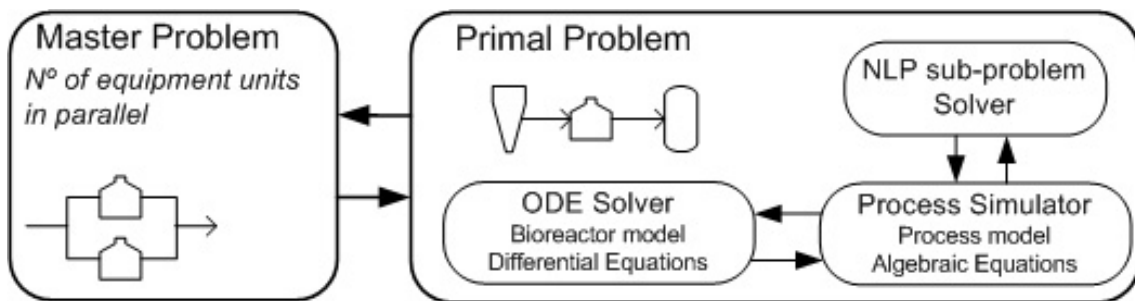 Master Problem
Nº of equipment units
in parallel
Primal Problem
NLP sub-problem
Solver
ODE Solver
Bioreactor model
Differential Equations
Process Simulator
Process model
Algebraic Equations